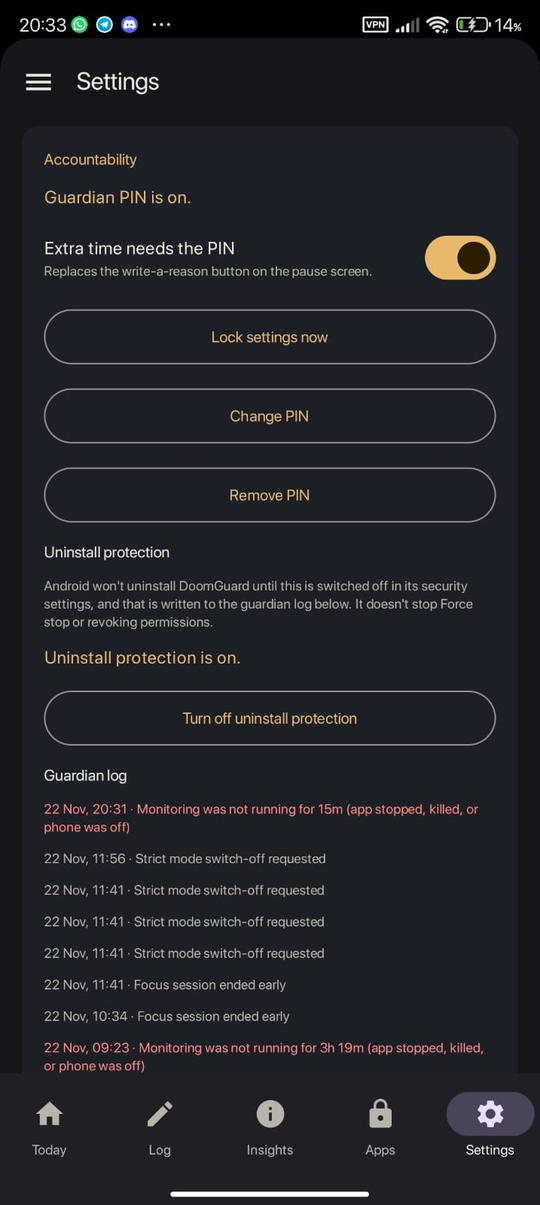 20:33
VPN
14%
Settings
Accountability
Guardian PIN is on.
Extra time needs the PIN
Replaces the write-a-reason button on the pause screen.
Lock settings now
Change PIN
Remove PIN
Uninstall protection
Android won't uninstall DoomGuard until this is switched off in its security
settings, and that is written to the guardian log below. It doesn't stop Force
stop or revoking permissions.
Uninstall protection is on.
Turn off uninstall protection
Guardian log
22 Nov, 20:31 · Monitoring was not running for 15m (app stopped, killed, or
phone was off)
22 Nov, 11:56 · Strict mode switch-off requested
22 Nov, 11:41 · Strict mode switch-off requested
22 Nov, 11:41 · Strict mode switch-off requested
22 Nov, 11:41 · Strict mode switch-off requested
22 Nov, 11:41 · Focus session ended early
22 Nov, 10:34 · Focus session ended early
22 Nov, 09:23 · Monitoring was not running for 3h 19m (app stopped, killed,
or phone was off)
Today
Log
Insights
Apps
Settings